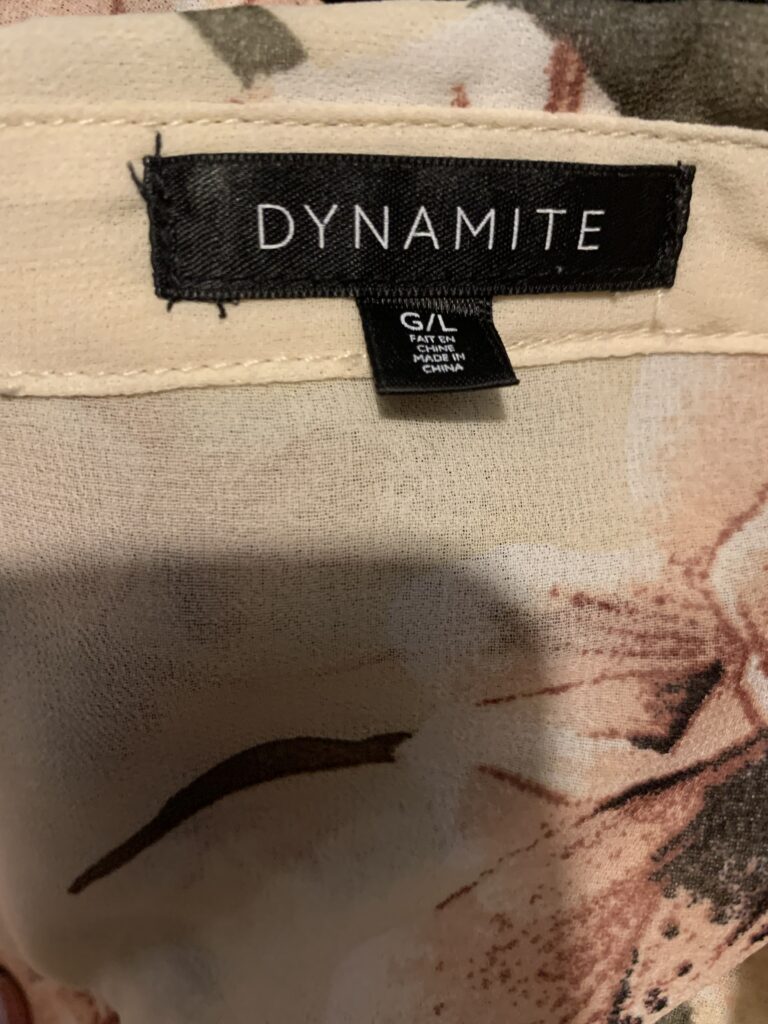 DYNAMITE
G/L
FAIT EN
CHINE
MADE IN
CHINA